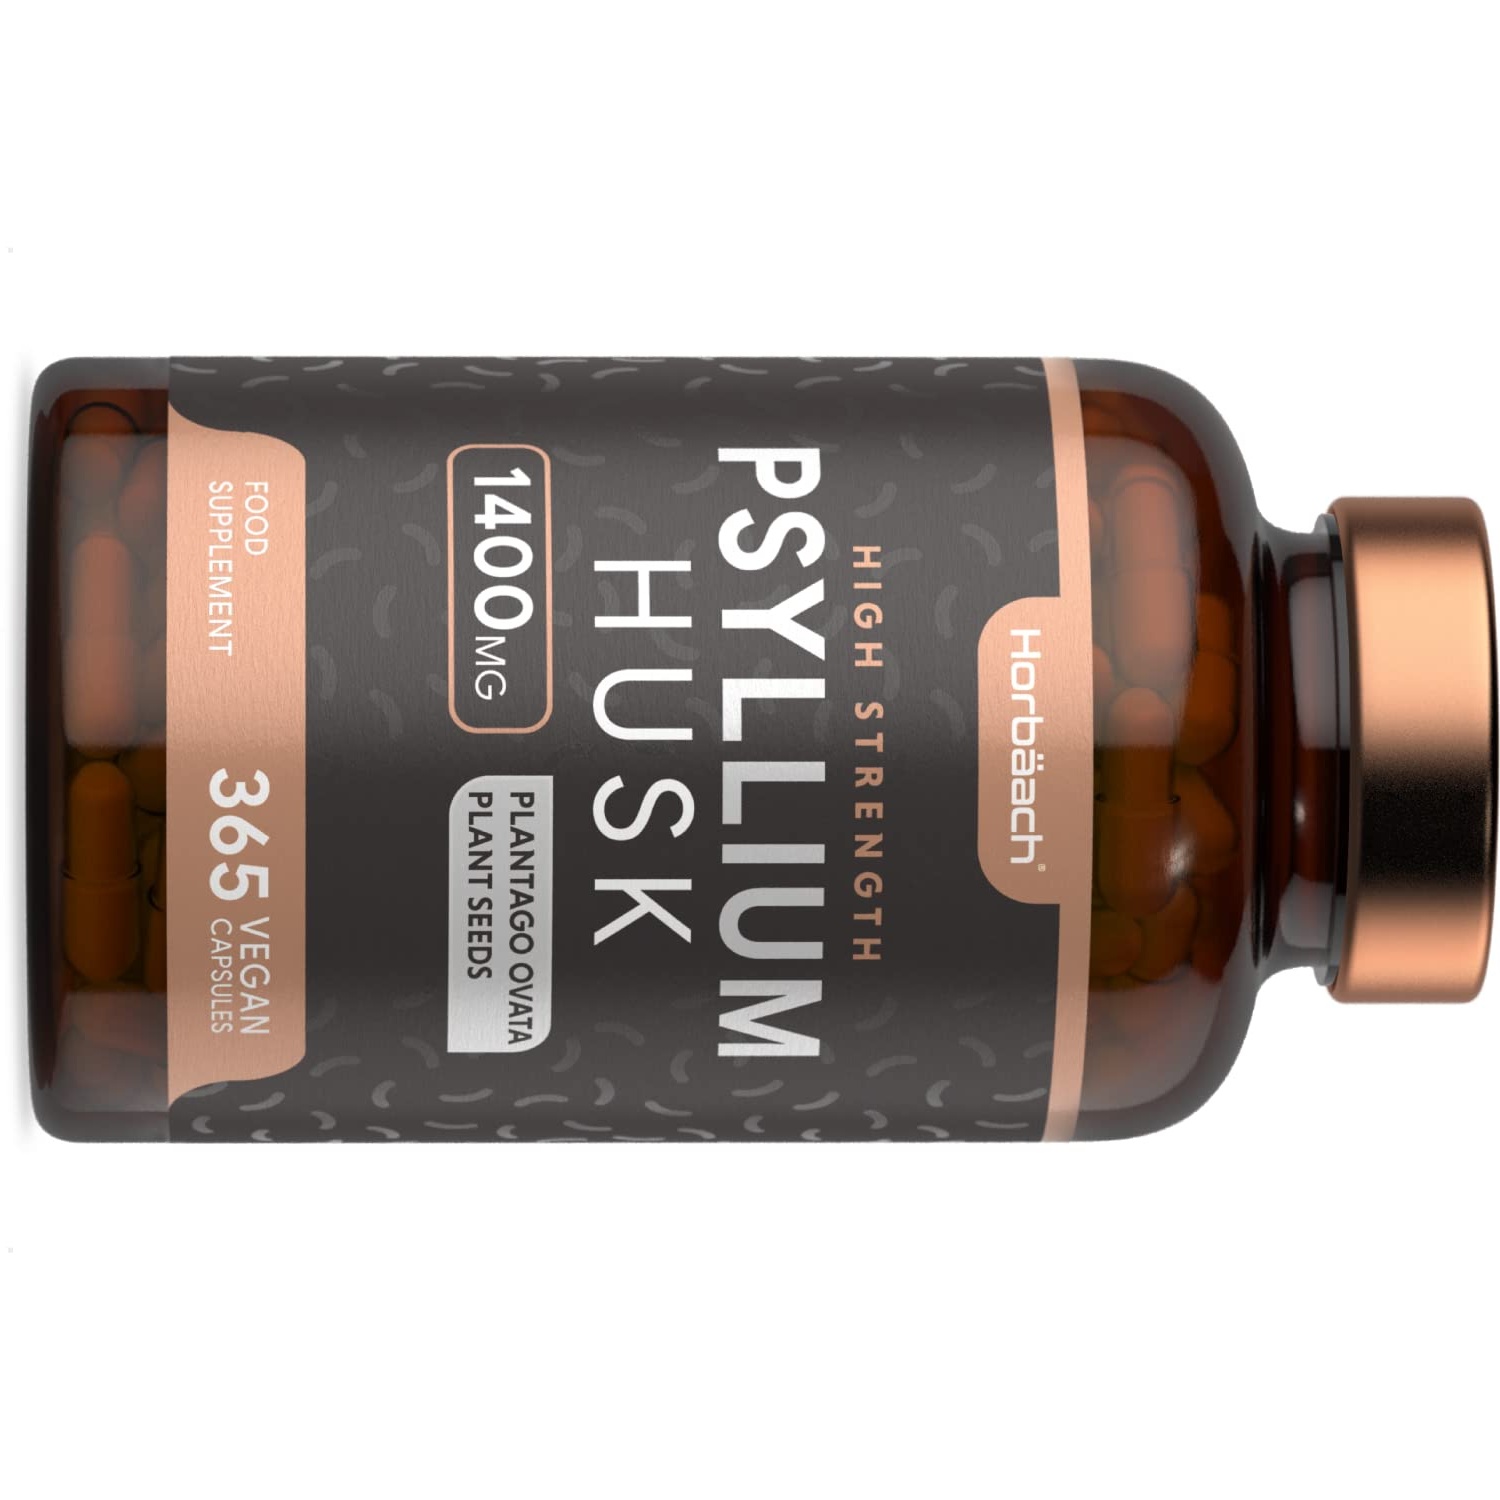 Horbäach®
HIGH STRENGTH
PSYLLIUM
HUSK
1400MG
PLANTAGO OVATA
PLANT SEEDS
FOOD
SUPPLEMENT
365 VEGAN
CAPSULES